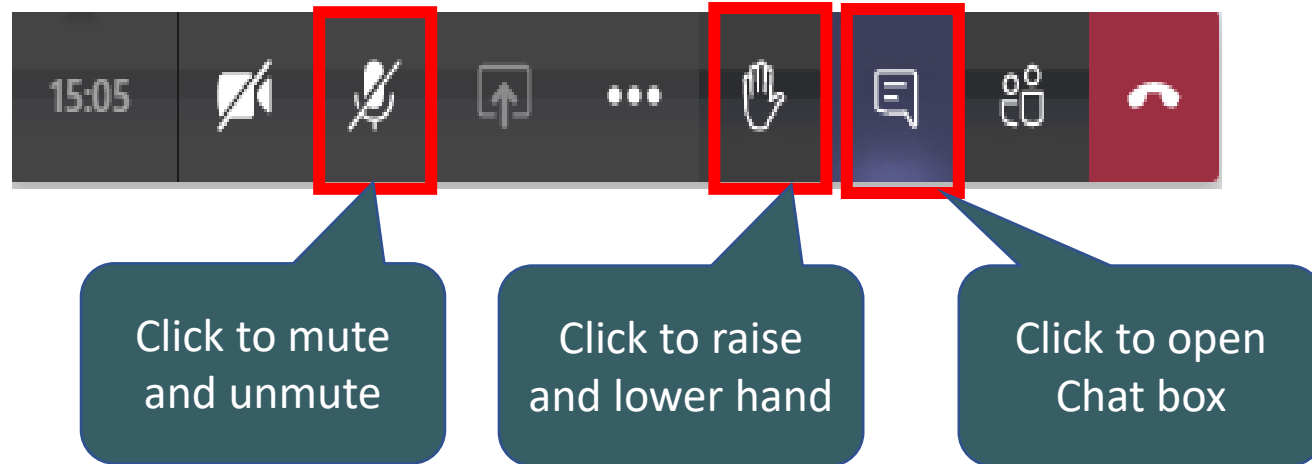 15:05
Click to mute
and unmute
Click to raise
and lower hand
Click to open
Chat box